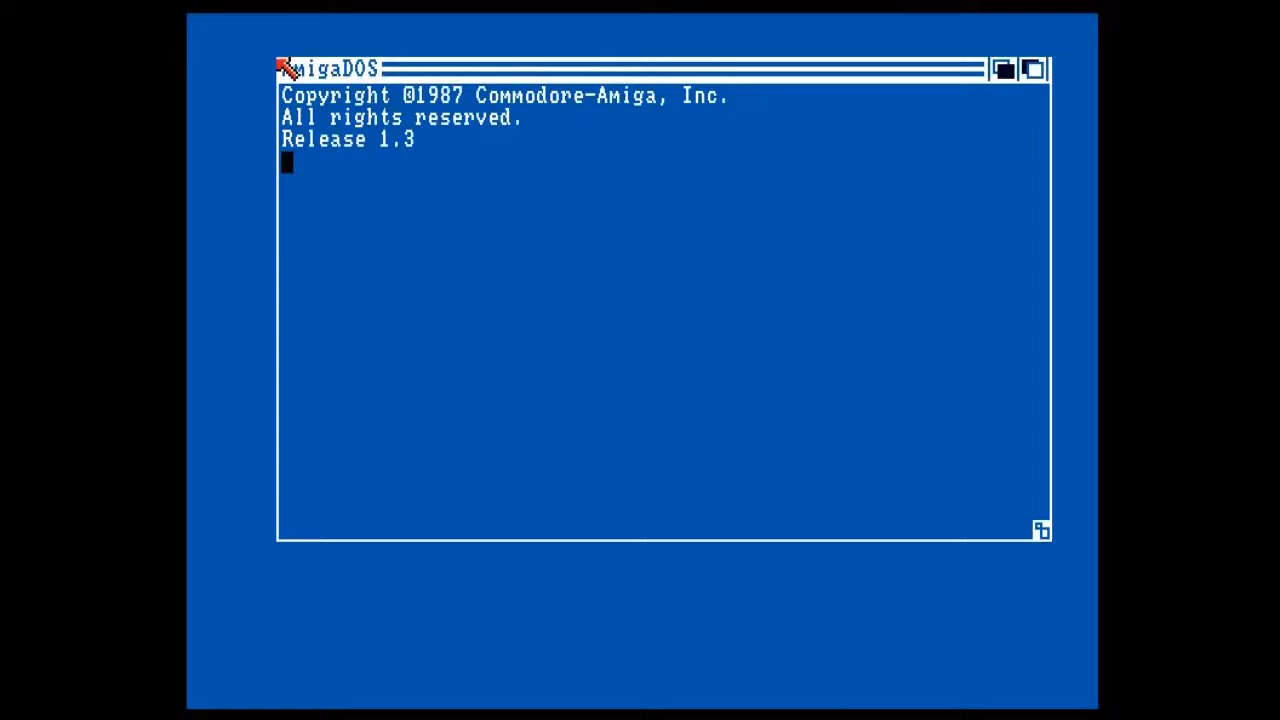 AmigaDOS
Copyright ©1987 Commodore-Amiga, Inc.
All rights reserved.
Release 1.3